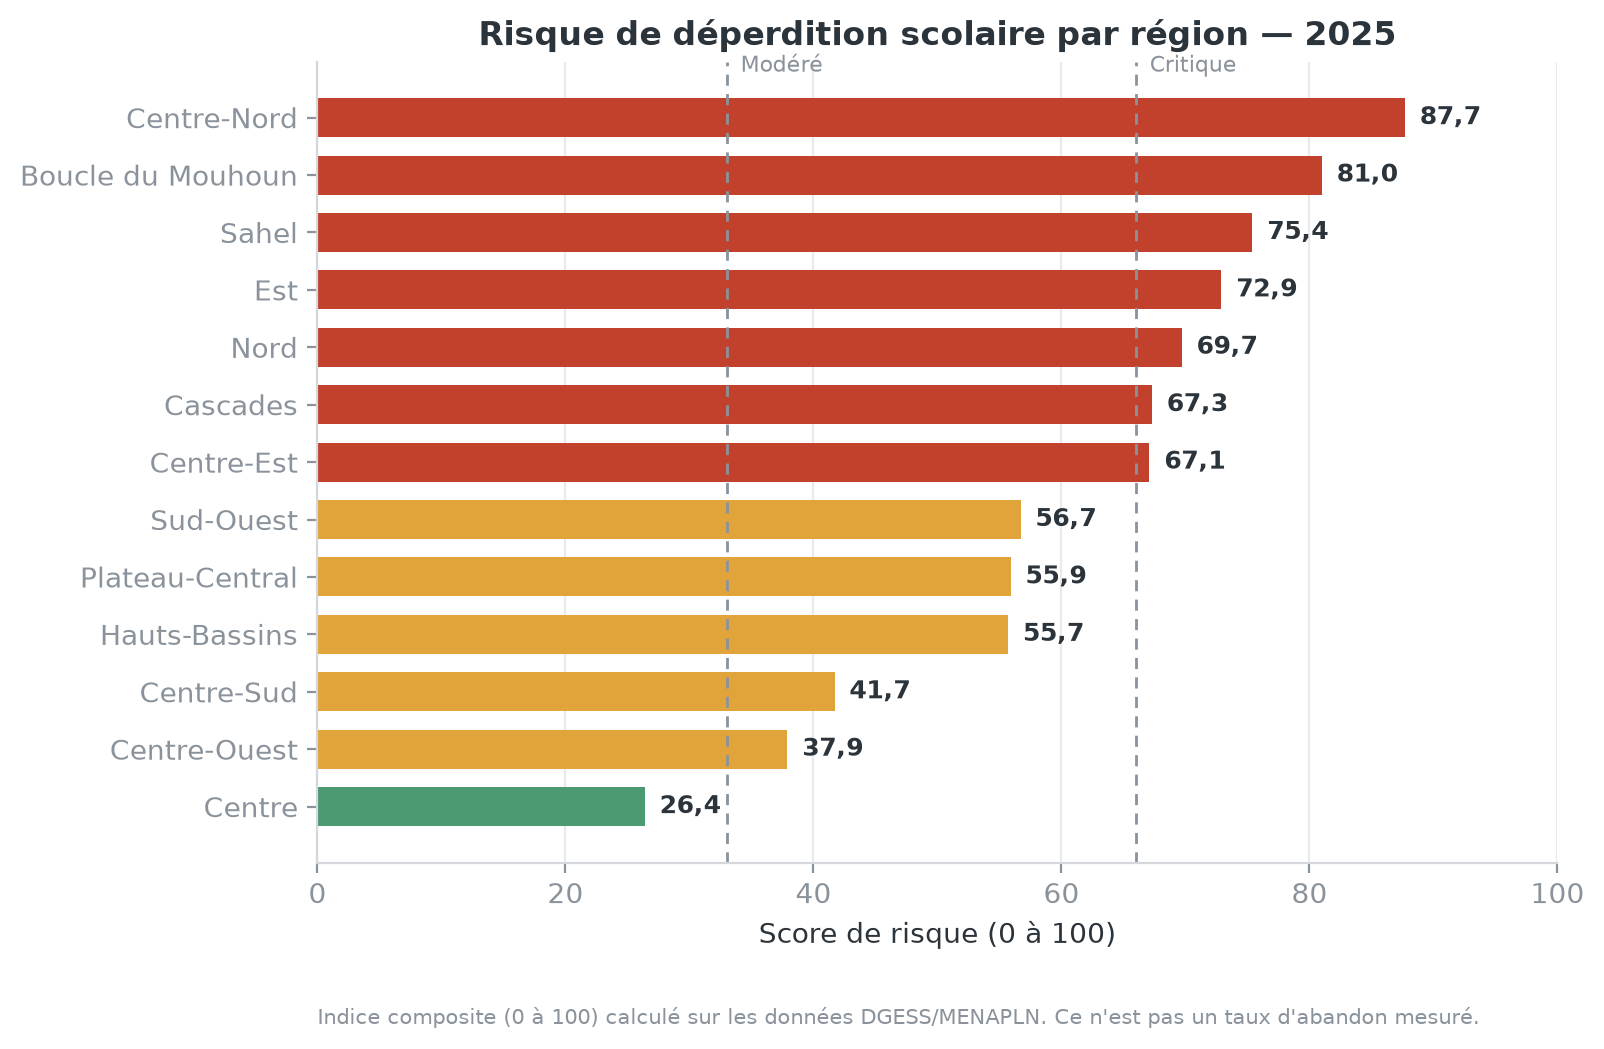 Risque de déperdition scolaire par région — 2025
Modéré
Critique
Centre-Nord 87,7
Boucle du Mouhoun 81,0
Sahel 75,4
Est 72,9
Nord 69,7
Cascades 67,3
Centre-Est 67,1
Sud-Ouest 56,7
Plateau-Central 55,9
Hauts-Bassins 55,7
Centre-Sud 41,7
Centre-Ouest 37,9
Centre 26,4
0 20 40 60 80 100
Score de risque (0 à 100)
Indice composite (0 à 100) calculé sur les données DGESS/MENAPLN. Ce n'est pas un taux d'abandon mesuré.